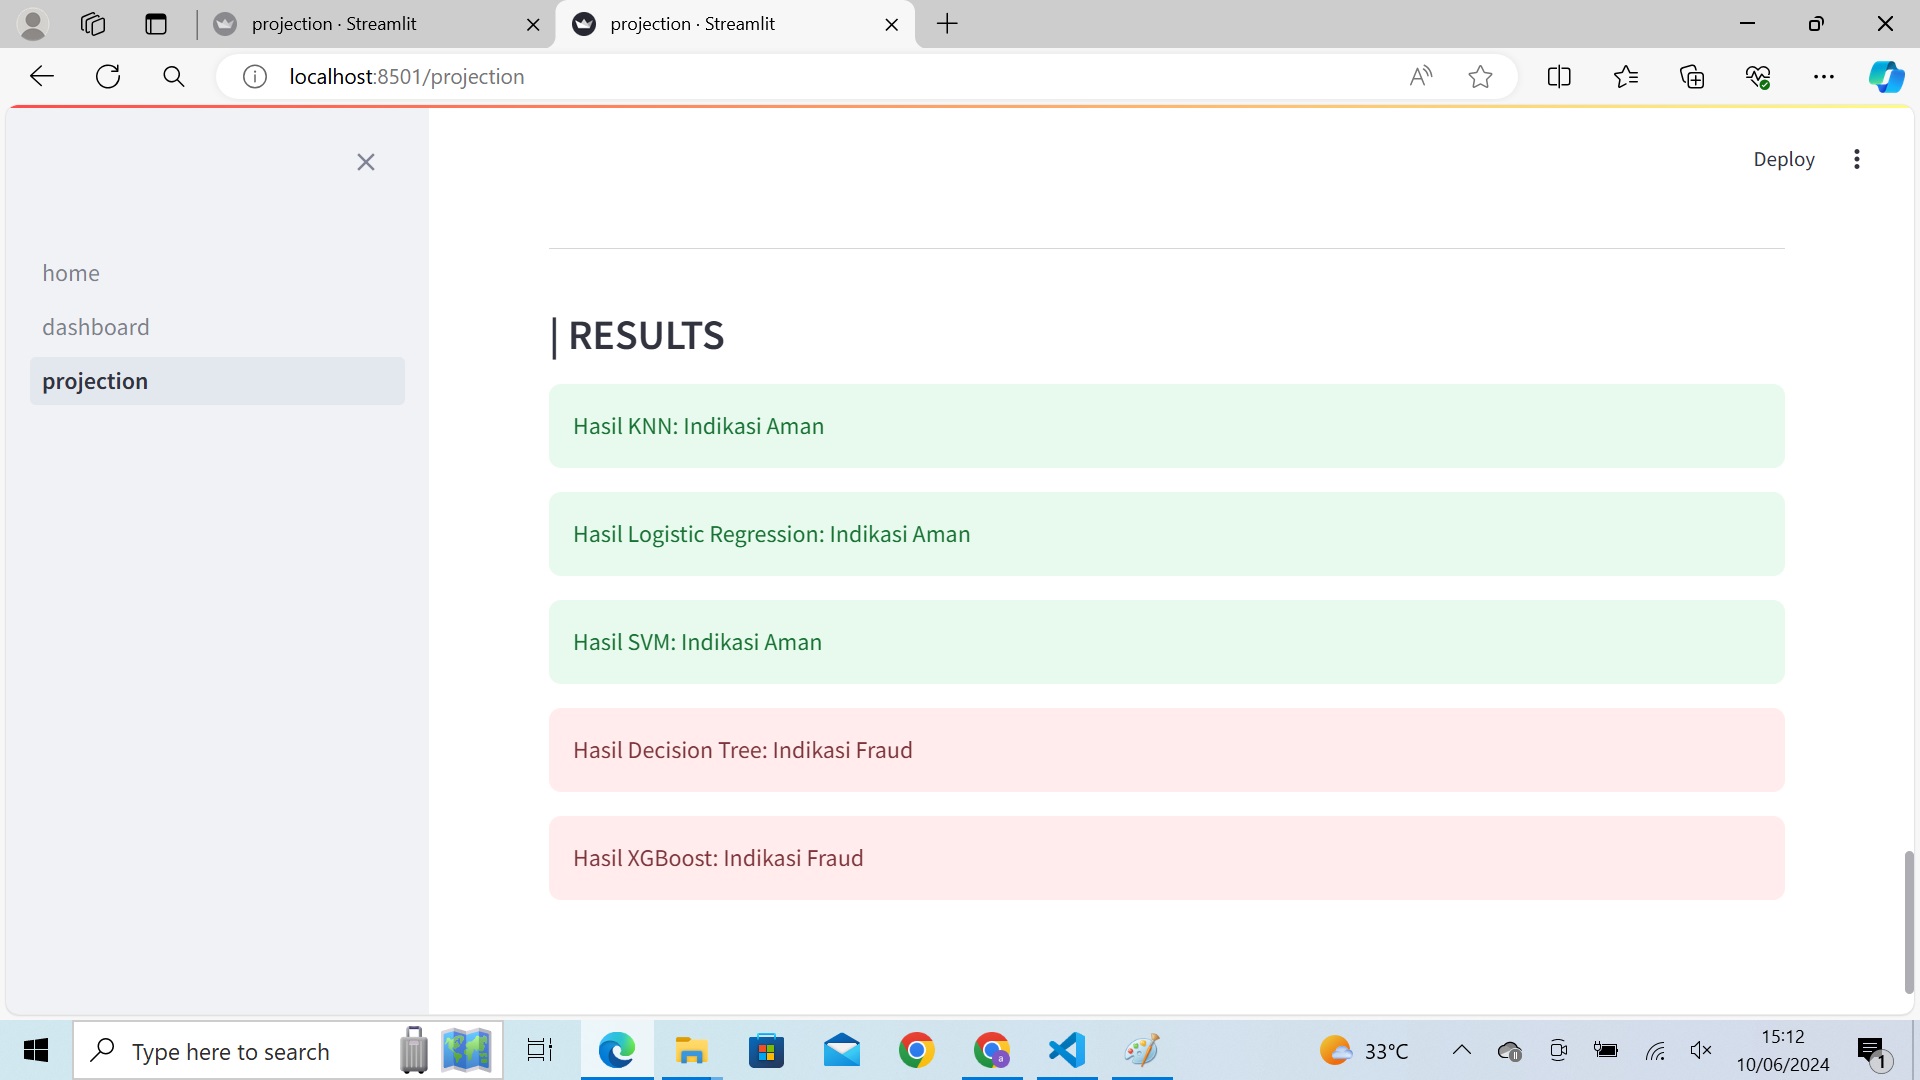 projection · Streamlit
projection · Streamlit
localhost:8501/projection
Deploy
home
dashboard
projection
| RESULTS
Hasil KNN: Indikasi Aman
Hasil Logistic Regression: Indikasi Aman
Hasil SVM: Indikasi Aman
Hasil Decision Tree: Indikasi Fraud
Hasil XGBoost: Indikasi Fraud
Type here to search
33°C
15:12
10/06/2024
1